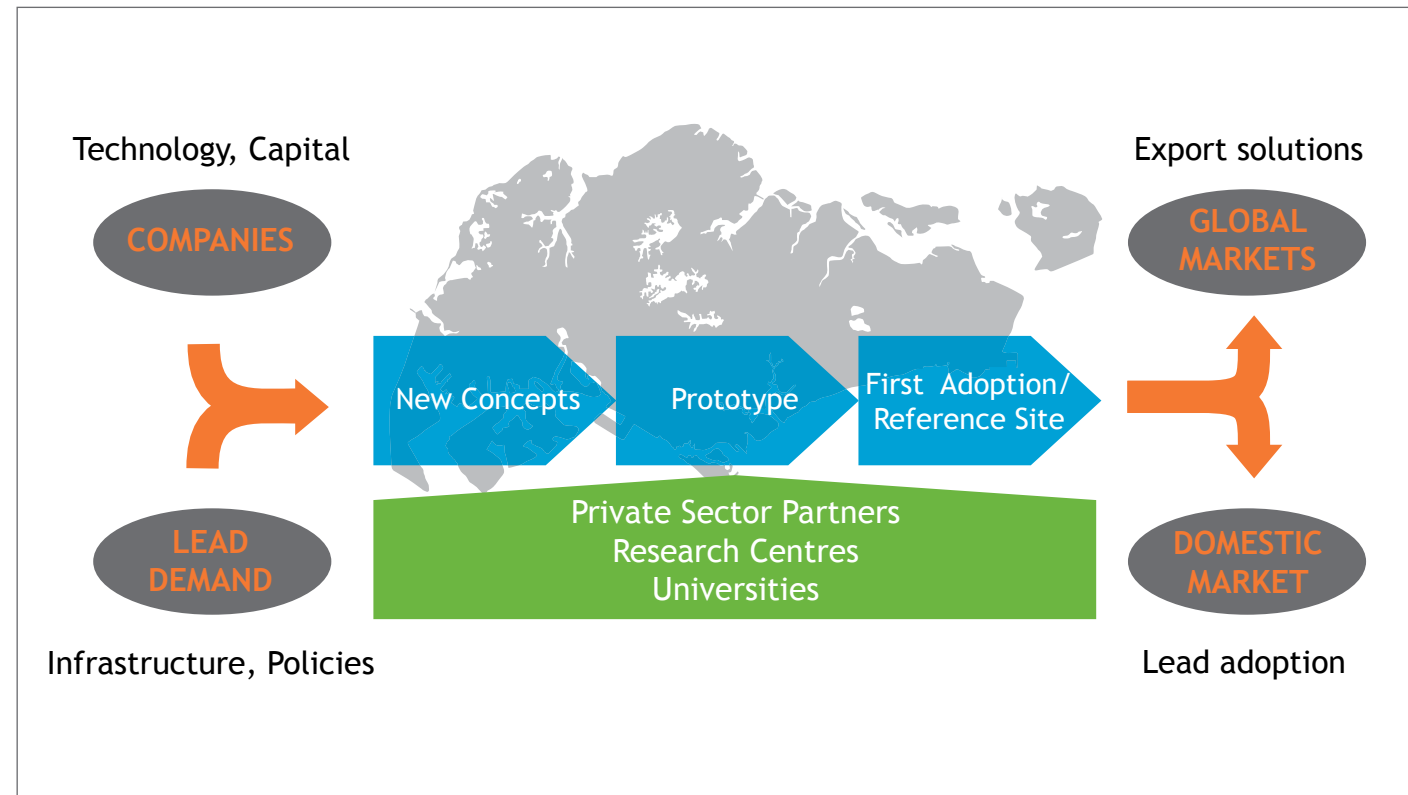 Technology, Capital
COMPANIES
LEAD
DEMAND
Infrastructure, Policies
New Concepts
Prototype
First Adoption/
Reference Site
Private Sector Partners
Research Centres
Universities
Export solutions
GLOBAL
MARKETS
DOMESTIC
MARKET
Lead adoption